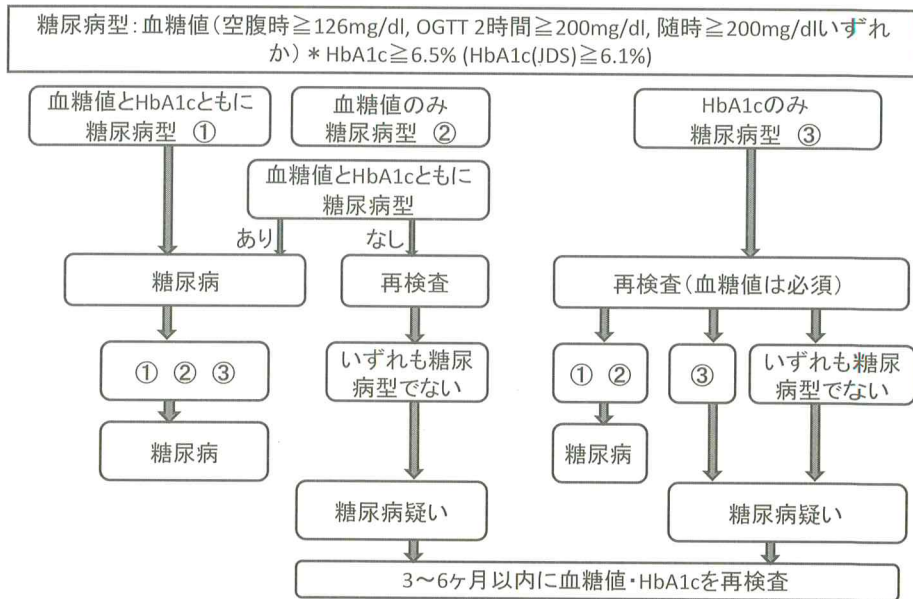 糖尿病型：血糖値（空腹時≧126mg/dl, OGTT 2時間≧200mg/dl, 随時≧200mg/dlいずれ
か）＊HbA1c≧6.5% (HbA1c(JDS)≧6.1%)
血糖値とHbA1cともに
糖尿病型 ①
血糖値のみ
糖尿病型 ②
HbA1cのみ
糖尿病型 ③
血糖値とHbA1cともに
糖尿病型
あり
なし
糖尿病
再検査
再検査（血糖値は必須）
① ② ③
いずれも糖尿
病型でない
① ②
③
いずれも糖尿
病型でない
糖尿病
糖尿病
糖尿病疑い
糖尿病疑い
3～6ヶ月以内に血糖値・HbA1cを再検査